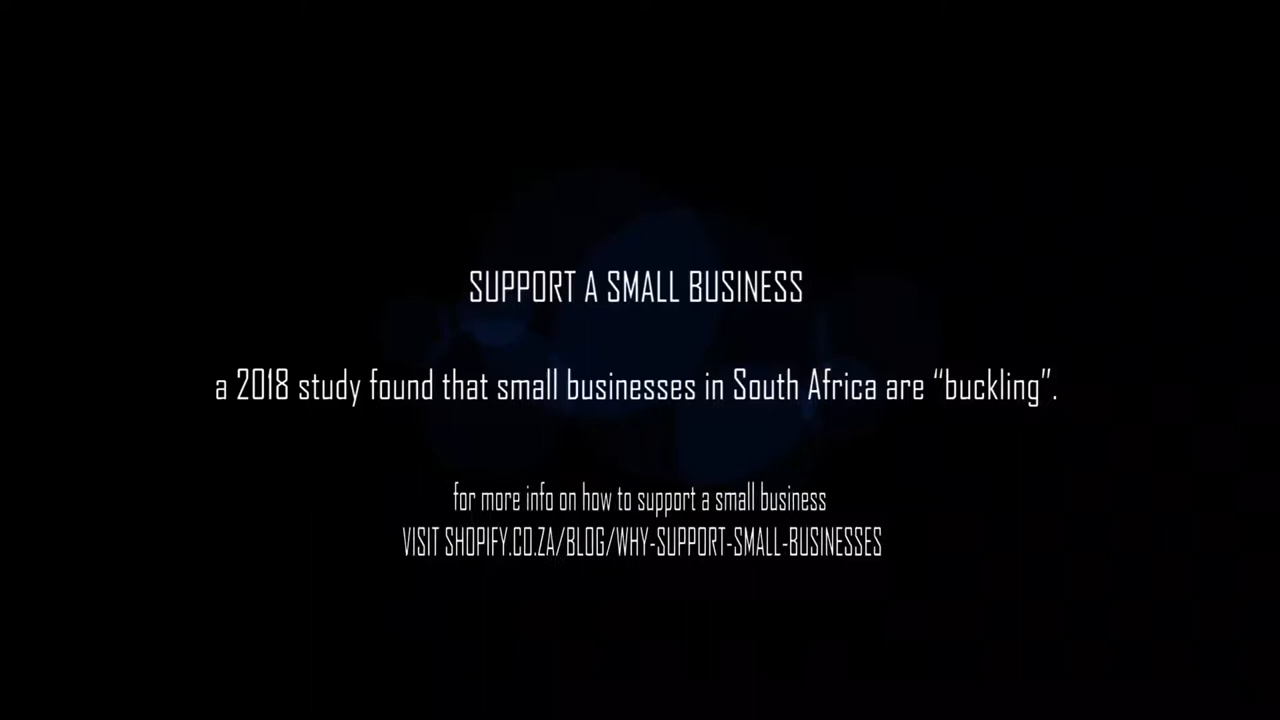 SUPPORT A SMALL BUSINESS
a 2018 study found that small businesses in South Africa are “buckling”.
for more info on how to support a small business
VISIT SHOPIFY.CO.ZA/BLOG/WHY-SUPPORT-SMALL-BUSINESSES